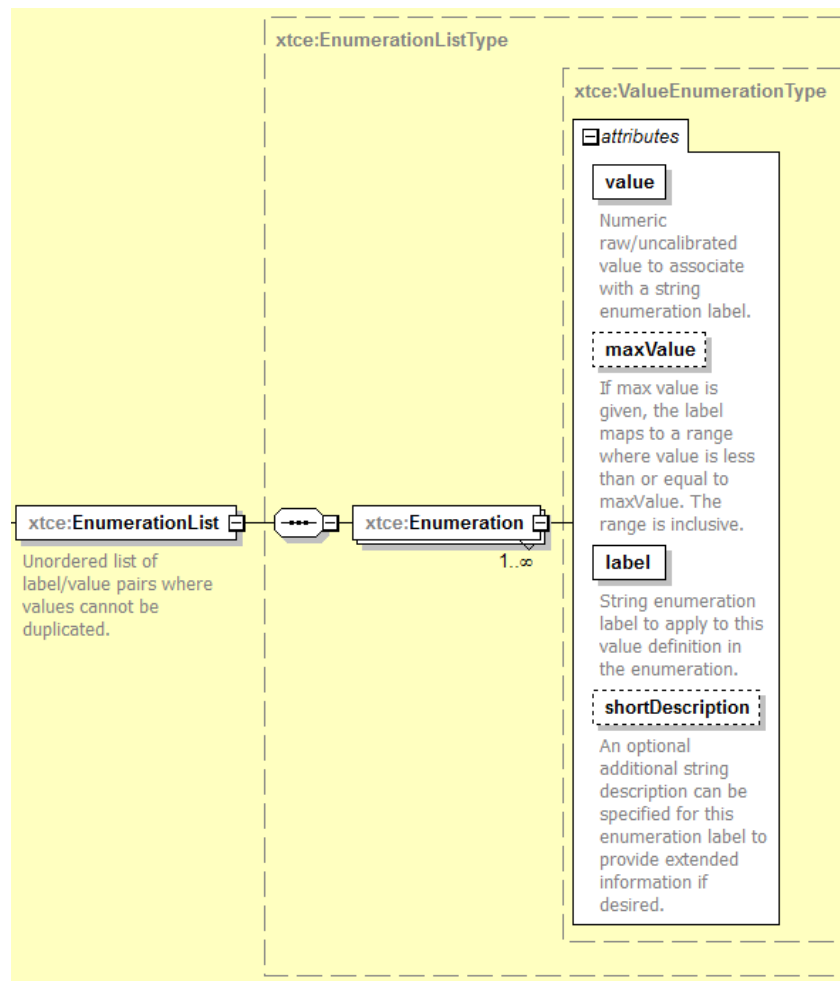 xtce:EnumerationListType
xtce:ValueEnumerationType
attributes
value
Numeric
raw/uncalibrated
value to associate
with a string
enumeration label.
maxValue
If max value is
given, the label
maps to a range
where value is less
than or equal to
maxValue. The
range is inclusive.
xtce:EnumerationList
xtce:Enumeration
1..∞
Unordered list of
label/value pairs where
values cannot be
duplicated.
label
String enumeration
label to apply to this
value definition in
the enumeration.
shortDescription
An optional
additional string
description can be
specified for this
enumeration label to
provide extended
information if
desired.